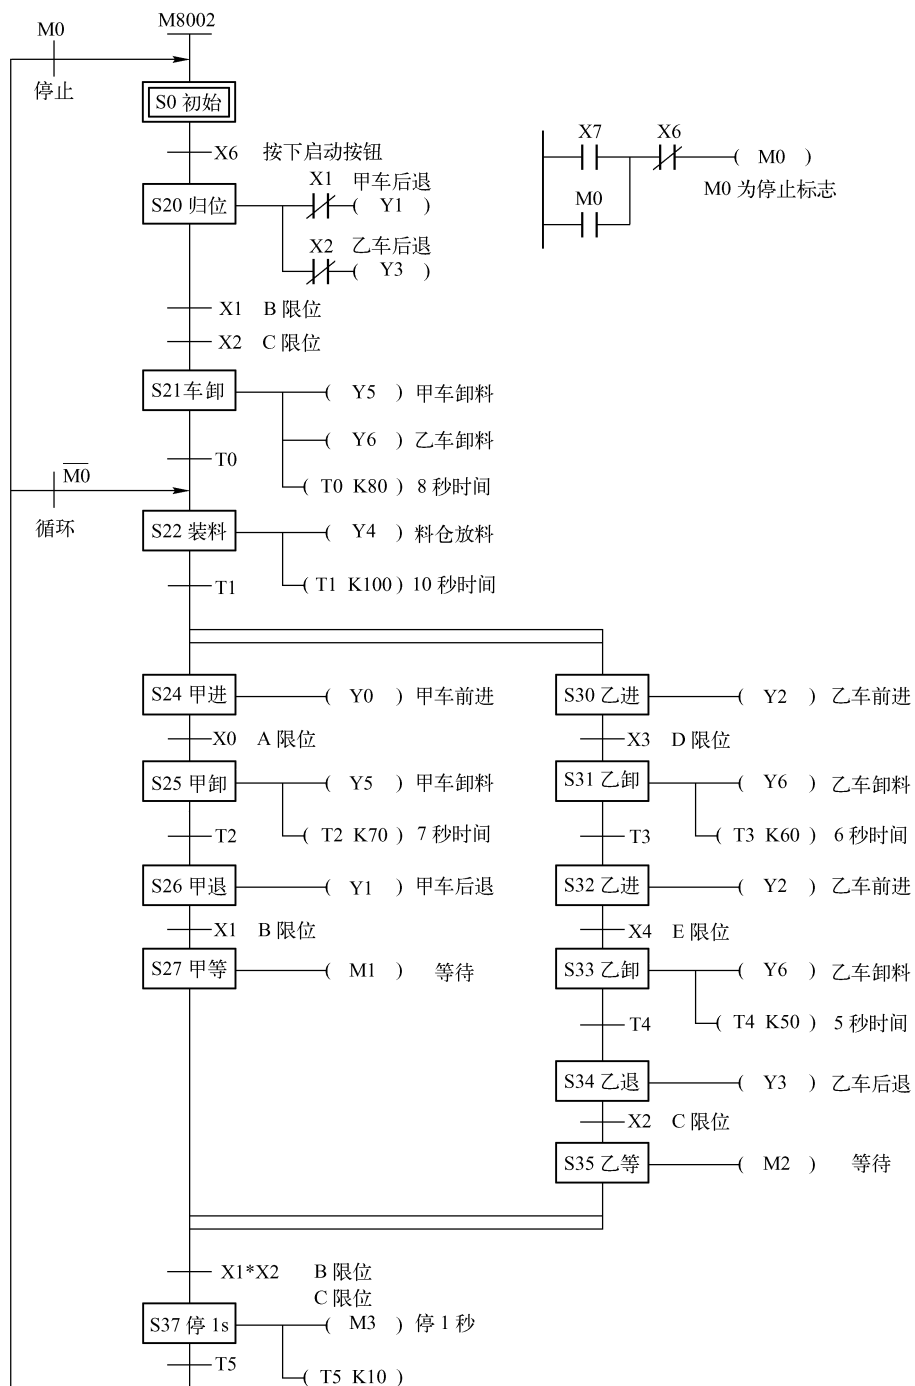 M0
M8002
停止
S0 初始
X6 按下启动按钮
X7
X6
( M0 )
M0 为停止标志
M0
S20 归位
X1 甲车后退
( Y1 )
X2 乙车后退
( Y3 )
X1 B 限位
X2 C 限位
S21 车卸
( Y5 ) 甲车卸料
( Y6 ) 乙车卸料
T0
( T0 K80 ) 8 秒时间
M0
循环
S22 装料
( Y4 ) 料仓放料
T1
( T1 K100 ) 10 秒时间
S24 甲进
( Y0 ) 甲车前进
S30 乙进
( Y2 ) 乙车前进
X0 A 限位
X3 D 限位
S25 甲卸
( Y5 ) 甲车卸料
S31 乙卸
( Y6 ) 乙车卸料
T2
( T2 K70 ) 7 秒时间
T3
( T3 K60 ) 6 秒时间
S26 甲退
( Y1 ) 甲车后退
S32 乙进
( Y2 ) 乙车前进
X1 B 限位
X4 E 限位
S27 甲等
( M1 ) 等待
S33 乙卸
( Y6 ) 乙车卸料
T4
( T4 K50 ) 5 秒时间
S34 乙退
( Y3 ) 乙车后退
X2 C 限位
S35 乙等
( M2 ) 等待
X1*X2 B 限位
C 限位
S37 停 1s
( M3 ) 停 1 秒
T5
( T5 K10 )